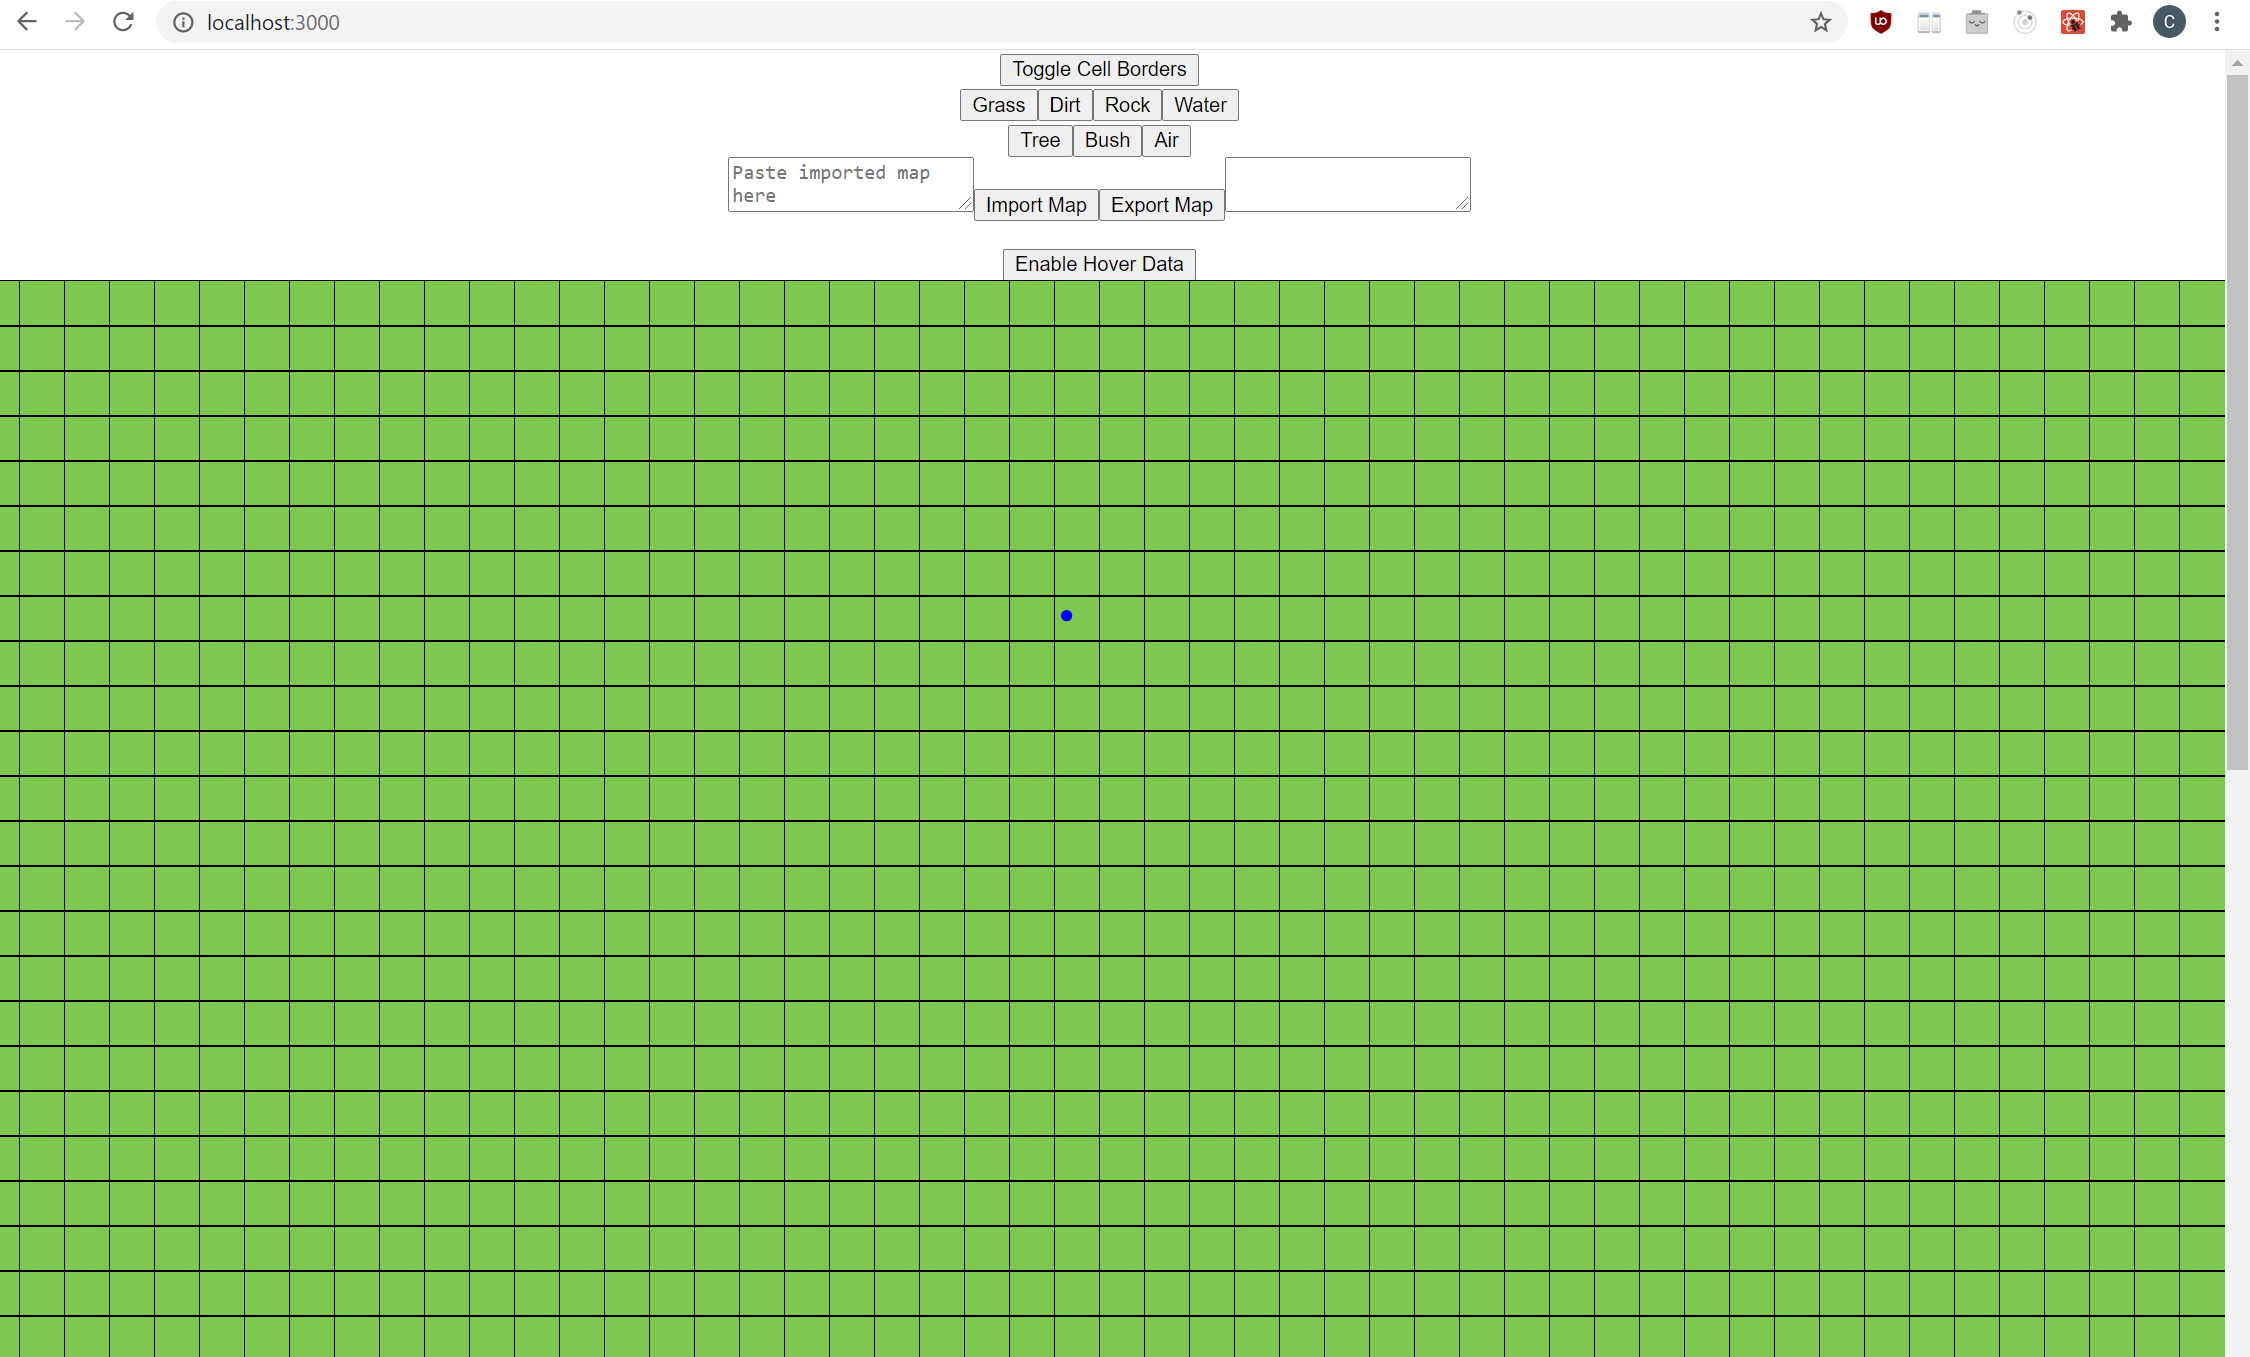 localhost:3000
C
Toggle Cell Borders
Grass Dirt Rock Water
Tree Bush Air
Paste imported map
here
Import Map Export Map
Enable Hover Data